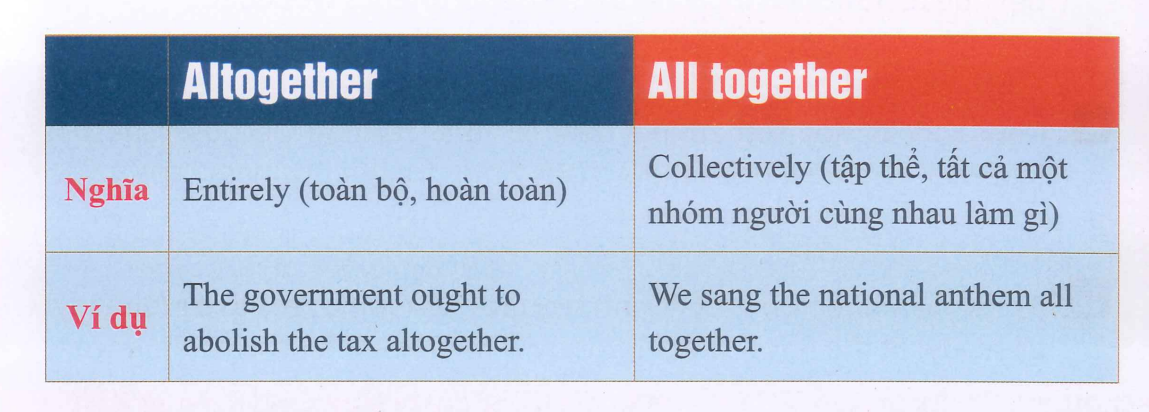 Altogether
All together
Nghĩa
Entirely (toàn bộ, hoàn toàn)
Collectively (tập thể, tất cả một
nhóm người cùng nhau làm gì)
Ví dụ
The government ought to
abolish the tax altogether.
We sang the national anthem all
together.